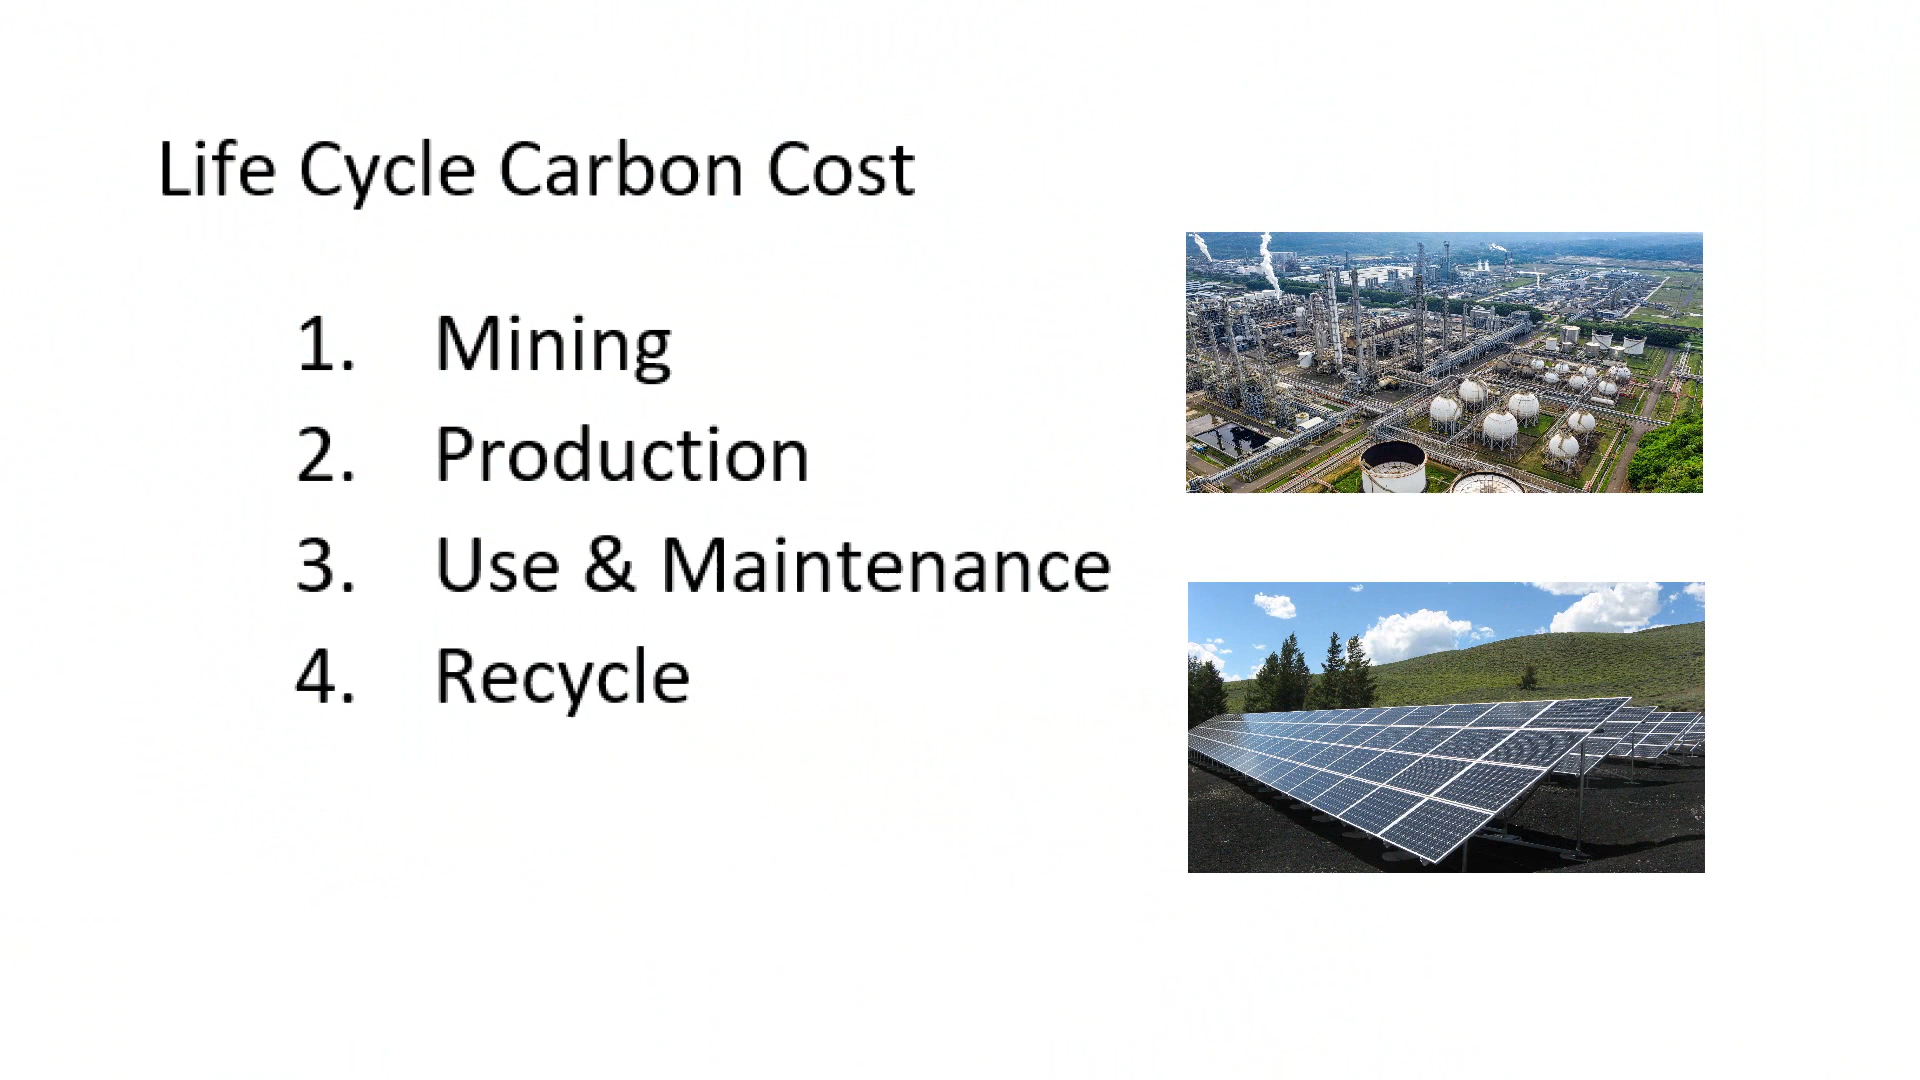 Life Cycle Carbon Cost
1. Mining
2. Production
3. Use & Maintenance
4. Recycle